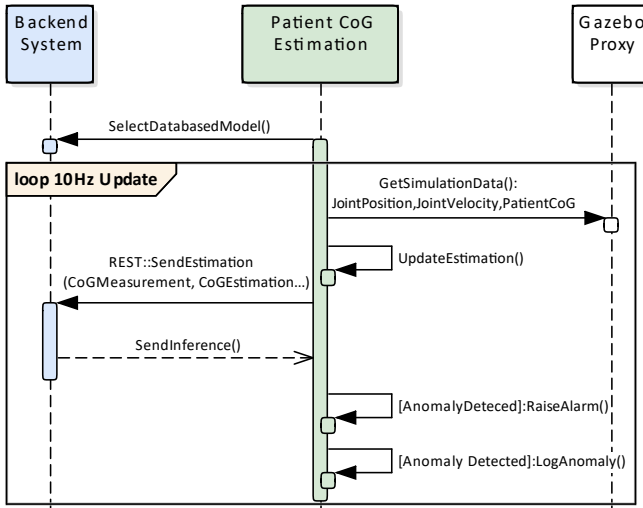 Backend
System
Patient CoG
Estimation
Gazebo
Proxy
SelectDatabasedModel()
loop 10Hz Update
GetSimulationData():
JointPosition,JointVelocity,PatientCoG
UpdateEstimation()
REST::SendEstimation
(CoGMeasurement, CoGEstimation...)
SendInference()
[AnomalyDeteced]:RaiseAlarm()
[Anomaly Detected]:LogAnomaly()